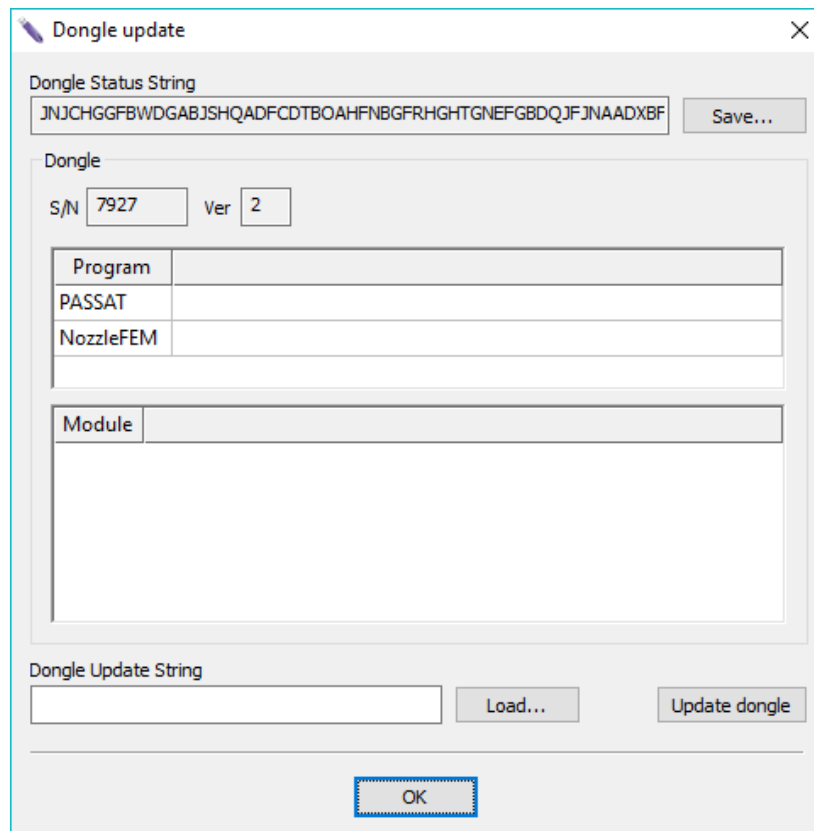 Dongle update
Dongle Status String
JNJCHGGFBWDGABJSHQADFCDTBOAHFNBGFRHGHTGNEFGBDQJFJNAADXBF
Save...
Dongle
S/N 7927 Ver 2
Program
PASSAT
NozzleFEM
Module
Dongle Update String
Load... Update dongle
OK